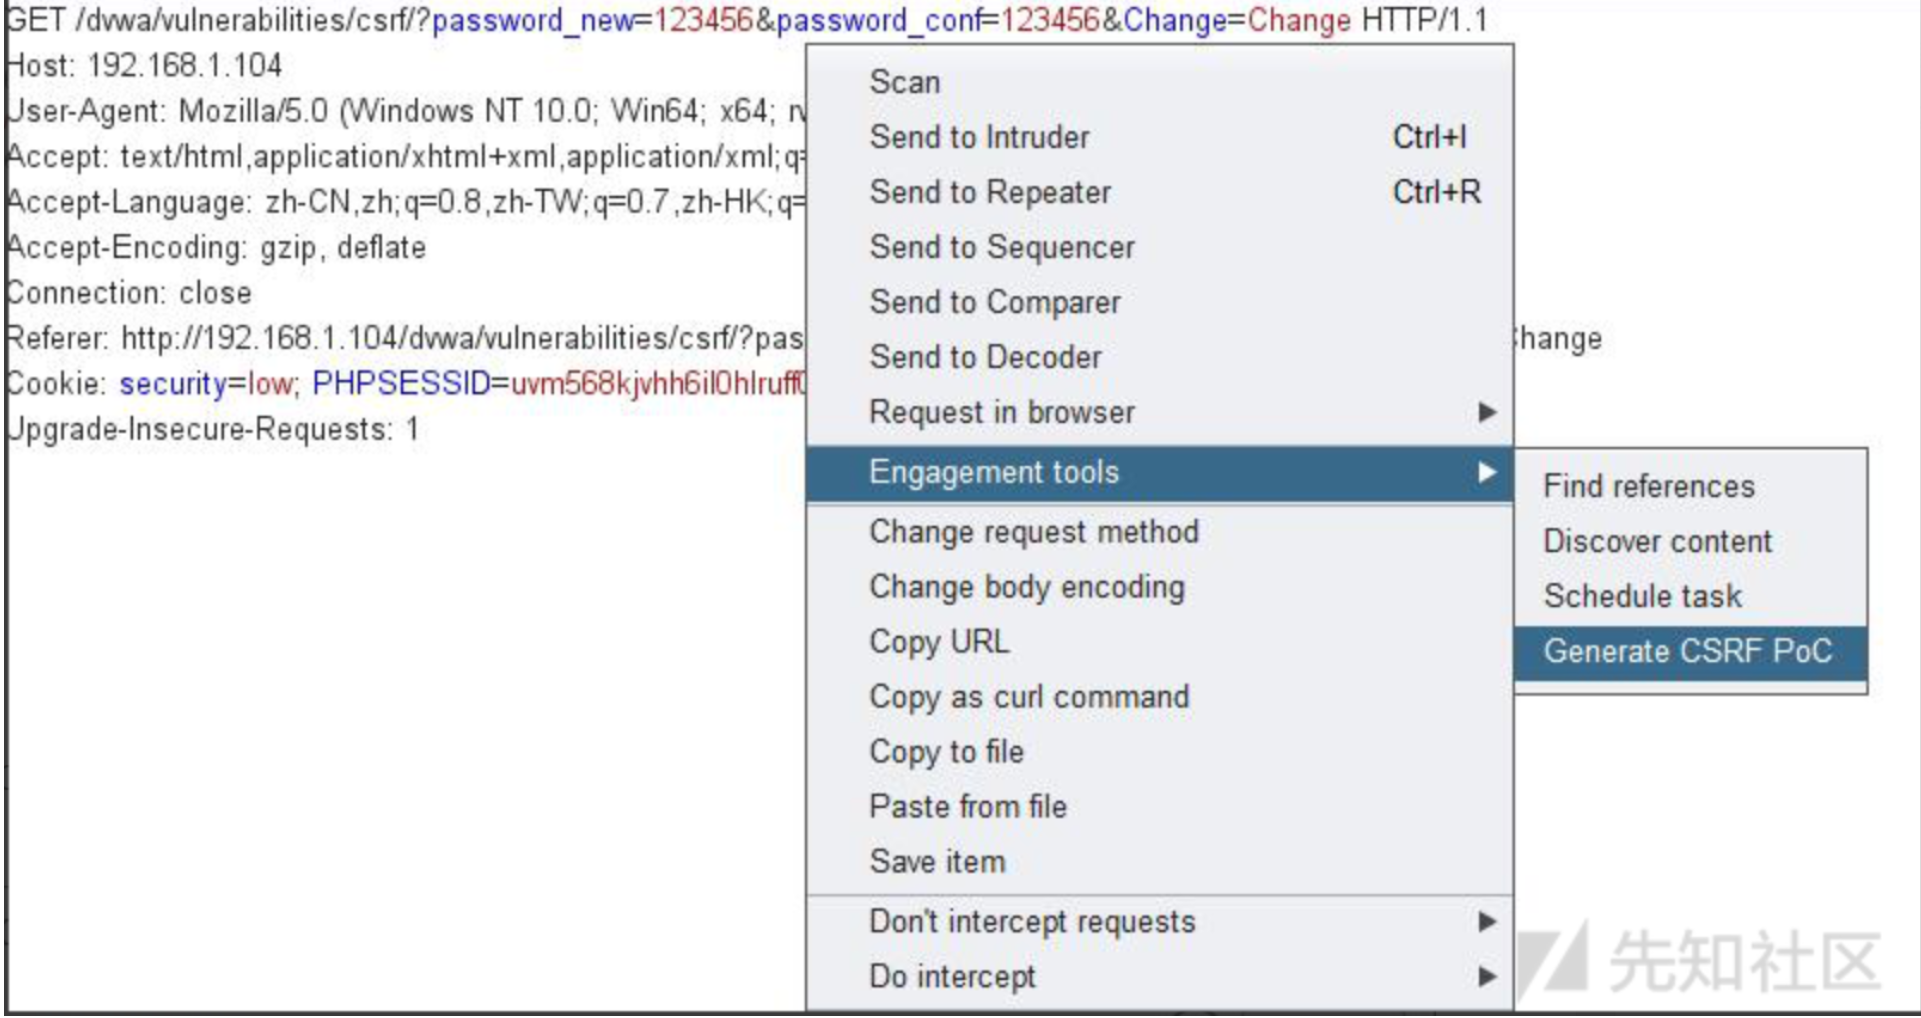 GET /dvwa/vulnerabilities/csrf/?password_new=123456&password_conf=123456&Change=Change HTTP/1.1
Host: 192.168.1.104
User-Agent: Mozilla/5.0 (Windows NT 10.0; Win64; x64;
Accept: text/html,application/xhtml+xml,application/xml;q=
Accept-Language: zh-CN,zh;q=0.8,zh-TW;q=0.7,zh-HK;q=
Accept-Encoding: gzip, deflate
Connection: close
Referer: http://192.168.1.104/dvwa/vulnerabilities/csrf/?pas hange
Cookie: security=low; PHPSESSID=uvm568kjvhh6il0hlruff0
Upgrade-Insecure-Requests: 1
Scan
Send to Intruder Ctrl+I
Send to Repeater Ctrl+R
Send to Sequencer
Send to Comparer
Send to Decoder
Request in browser
Engagement tools
Change request method
Change body encoding
Copy URL
Copy as curl command
Copy to file
Paste from file
Save item
Don't intercept requests
Do intercept
Find references
Discover content
Schedule task
Generate CSRF PoC
先知社区